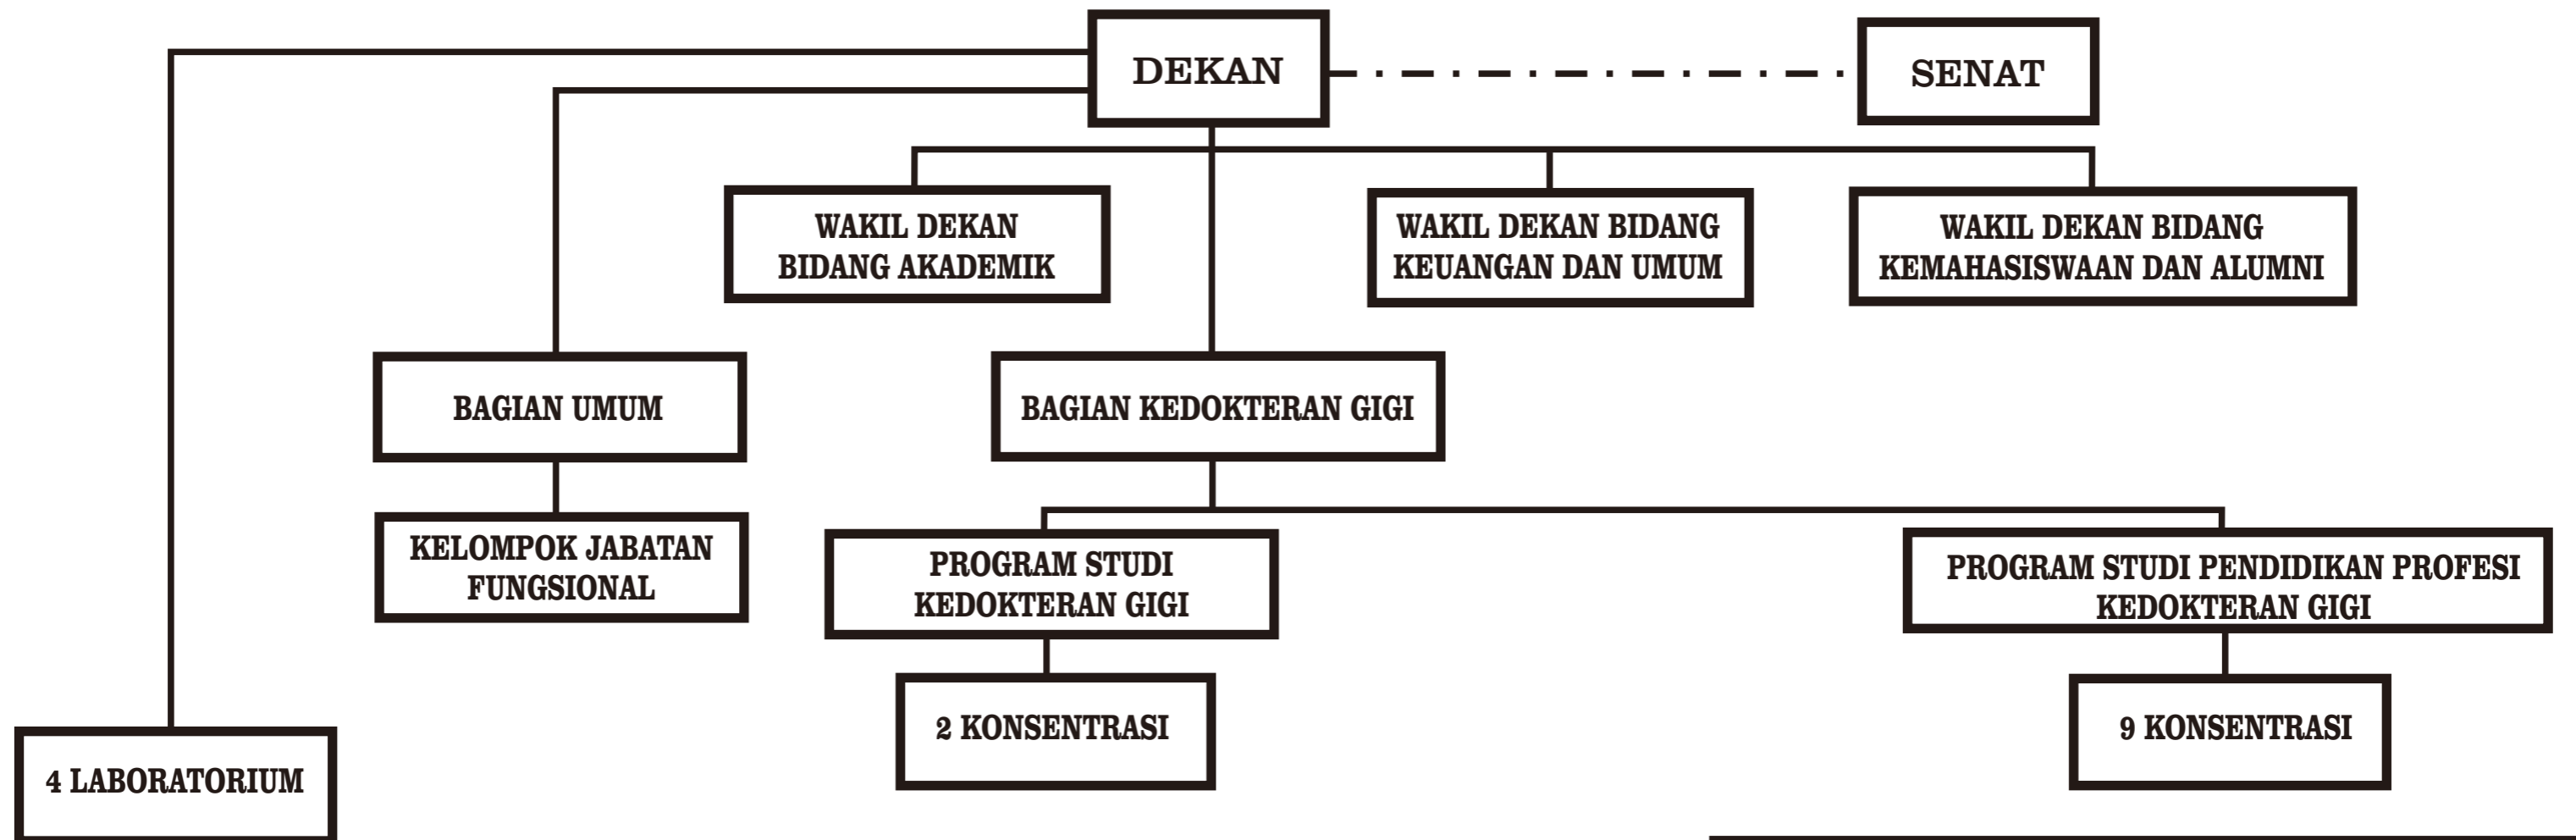 DEKAN
SENAT
WAKIL DEKAN
BIDANG AKADEMIK
WAKIL DEKAN BIDANG
KEUANGAN DAN UMUM
WAKIL DEKAN BIDANG
KEMAHASISWAAN DAN ALUMNI
BAGIAN UMUM
BAGIAN KEDOKTERAN GIGI
KELOMPOK JABATAN
FUNGSIONAL
PROGRAM STUDI
KEDOKTERAN GIGI
PROGRAM STUDI PENDIDIKAN PROFESI
KEDOKTERAN GIGI
2 KONSENTRASI
9 KONSENTRASI
4 LABORATORIUM